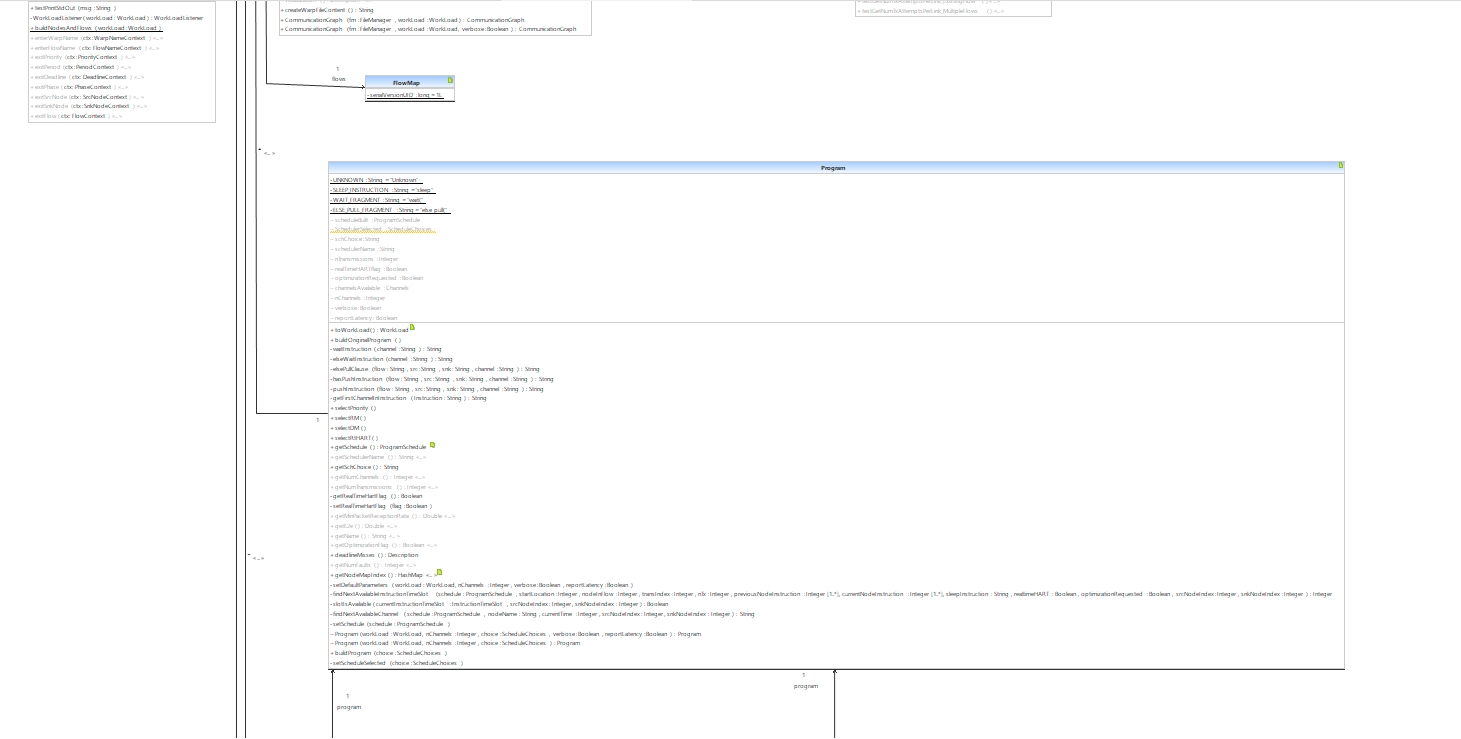 + testPrintStdOut (msg :String )
- WorkLoadListener (workLoad : WorkLoad) : WorkLoadListener
+ buildNodesAndFlows (workLoad :WorkLoad )
+ enterWarpName (ctx: WarpNameContext ) <..>
+ enterFlowName (ctx: FlowNameContext ) <..>
+ exitPriority (ctx: PriorityContext ) <..>
+ exitPeriod (ctx: PeriodContext ) <..>
+ exitDeadline (ctx: DeadlineContext ) <..>
+ exitPhase (ctx: PhaseContext ) <..>
+ exitSrcNode (ctx: SrcNodeContext ) <..>
+ exitSnkNode (ctx: SnkNodeContext ) <..>
+ exitFlow (ctx: FlowContext ) <..>
+ createWarpFileContent () : String
+ CommunicationGraph (fm :FileManager , workLoad : WorkLoad) : CommunicationGraph
+ CommunicationGraph (fm :FileManager , workLoad :WorkLoad, verbose :Boolean ) : CommunicationGraph
+ testGetNumTxAttemptsPerLink_MultipleFlows () <..>
1
flows
FlowMap
- serialVersionUID :long = 1L
*
<..>
Program
- UNKNOWN :String = "Unknown"
- SLEEP_INSTRUCTION :String = "sleep"
- WAIT_FRAGMENT :String = "wait("
- ELSE_PULL_FRAGMENT :String = "else pull("
~ scheduleBuilt :ProgramSchedule
~ SchedulerSelected :ScheduleChoices
~ schChoice: String
~ schedulerName :String
~ nTransmissions :Integer
~ realTimeHARTflag :Boolean
~ optimizationRequested :Boolean
~ channelsAvailable :Channels
~ nChannels :Integer
~ verbose: Boolean
~ reportLatency :Boolean
+ toWorkLoad() : WorkLoad
+ buildOriginalProgram ()
- waitInstruction (channel :String ) : String
- elseWaitInstruction (channel :String ) : String
- elsePullClause (flow : String , src: String , snk : String , channel :String ) : String
- hasPushInstruction (flow : String , src: String , snk : String , channel :String ) : String
- pushInstruction (flow : String , src: String , snk : String , channel :String ) : String
- getFirstChannelInInstruction (Instruction : String ) : String
+ selectPriority ()
+ selectRM ()
+ selectDM ()
+ selectRtHART ()
+ getSchedule () : ProgramSchedule
+ getSchedulerName () : String <..>
+ getSchChoice () : String
+ getNumChannels () : Integer <..>
+ getNumTransmissions () : Integer <..>
- getRealTimeHartFlag () : Boolean
- setRealTimeHartFlag (flag :Boolean )
+ getMinPacketReceptionRate () : Double <..>
+ getE2e () : Double <..>
+ getName () : String <..>
+ getOptimizationFlag () : Boolean <..>
+ deadlineMisses () : Description
+ getNumFaults () : Integer <..>
+ getNodeMapIndex () : HashMap <..>
- setDefaultParameters (workLoad : WorkLoad, nChannels :Integer , verbose: Boolean , reportLatency :Boolean )
- findNextAvailableInstructionTimeSlot (schedule : ProgramSchedule , startLocation :Integer, nodeInFlow :Integer , transIndex :Integer , nTx :Integer , previousNodeInstruction :Integer [1..*], currentNodeInstruction :Integer [1..*], sleepInstruction : String , realtimeHART : Boolean , optimizationRequested :Boolean , srcNodeIndex :Integer, snkNodeIndex :Integer ) : Integer
- slotIsAvailable (currentInstructionTimeSlot :InstructionTimeSlot , srcNodeIndex: Integer, snkNodeIndex :Integer ) : Boolean
- findNextAvailableChannel (schedule : ProgramSchedule , nodeName : String , currentTime :Integer , srcNodeIndex: Integer, snkNodeIndex : Integer ) : String
- setSchedule (schedule : ProgramSchedule )
~ Program (workLoad : WorkLoad, nChannels : Integer , choice : ScheduleChoices , verbose: Boolean , reportLatency :Boolean ) : Program
~ Program (workLoad : WorkLoad, nChannels :Integer , choice :ScheduleChoices ) : Program
+ buildProgram (choice :ScheduleChoices )
- setScheduleSelected (choice :ScheduleChoices )
1
*
<..>
1
program
1
program